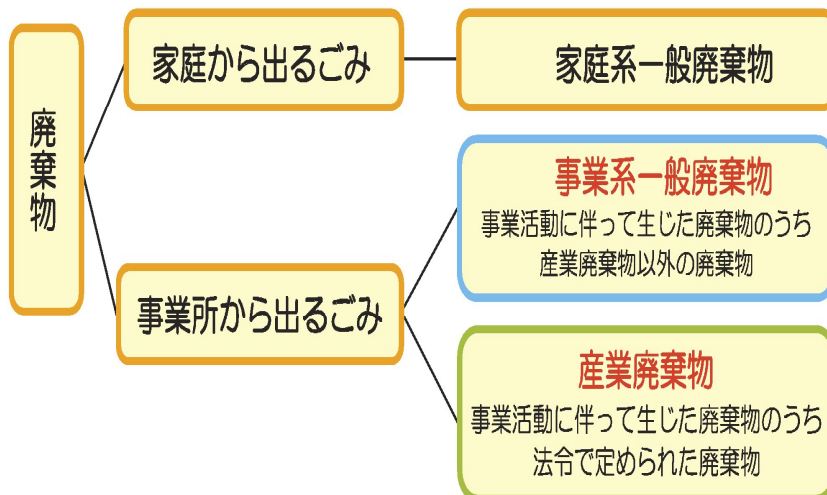 廃棄物
家庭から出るごみ
家庭系一般廃棄物
事業所から出るごみ
事業系一般廃棄物
事業活動に伴って生じた廃棄物のうち
産業廃棄物以外の廃棄物
産業廃棄物
事業活動に伴って生じた廃棄物のうち
法令で定められた廃棄物